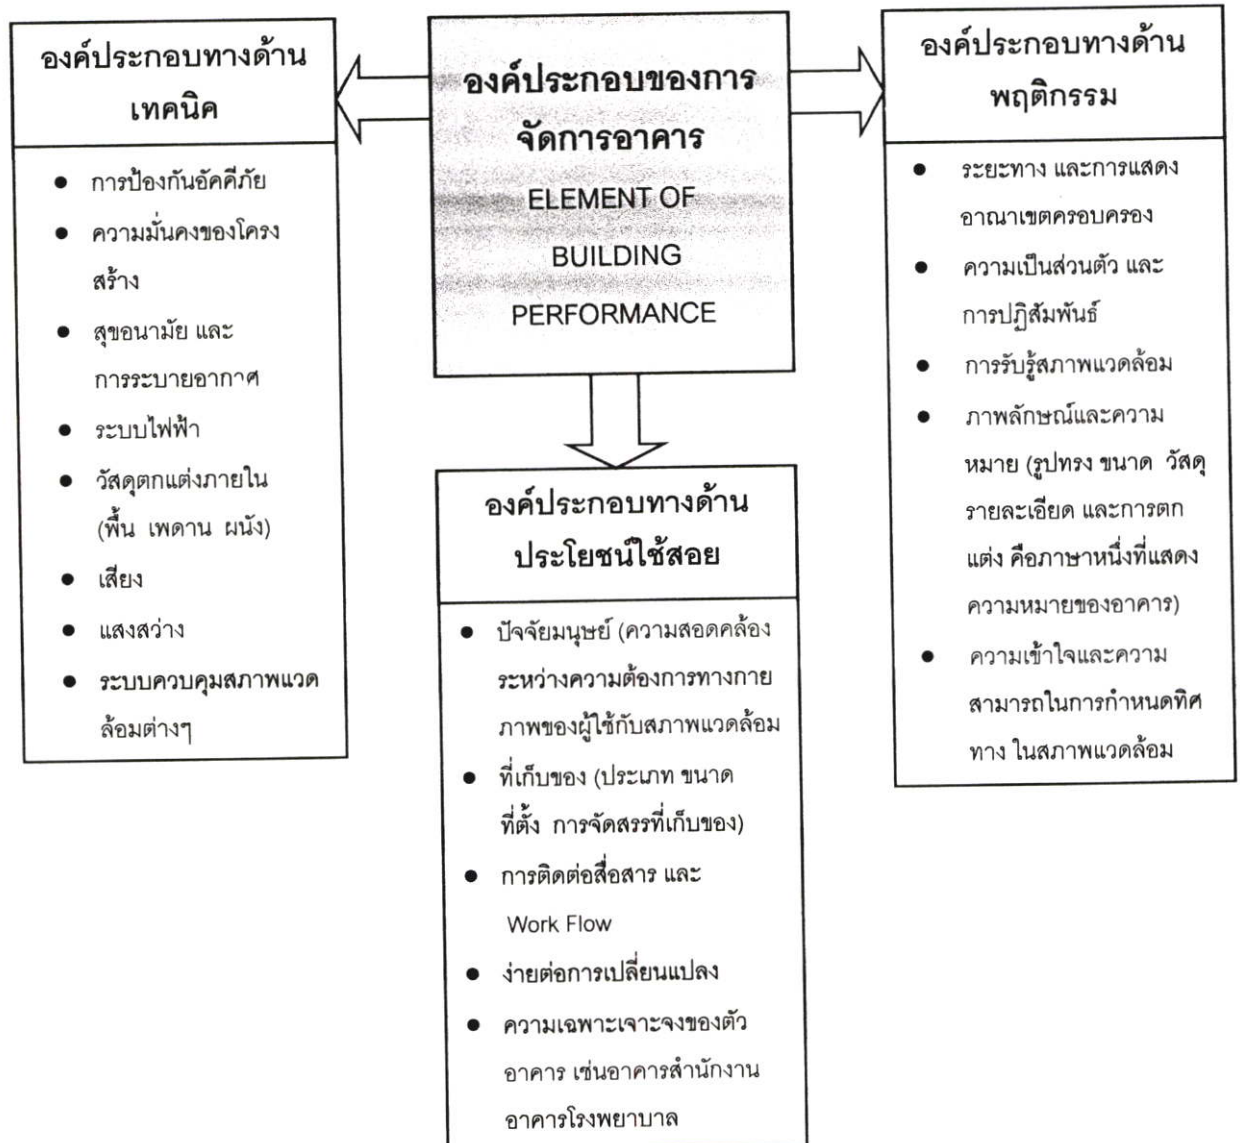 องค์ประกอบทางด้าน
เทคนิค
การป้องกันอัคคีภัย
ความมั่นคงของโครง
สร้าง
สุขอนามัย และ
การระบายอากาศ
ระบบไฟฟ้า
วัสดุตกแต่งภายใน
(พื้น เพดาน ผนัง)
เสียง
แสงสว่าง
ระบบควบคุมสภาพแวด
ล้อมต่างๆ
องค์ประกอบของการ
จัดการอาคาร
ELEMENT OF
BUILDING
PERFORMANCE
องค์ประกอบทางด้าน
พฤติกรรม
ระยะทาง และการแสดง
อาณาเขตครอบครอง
ความเป็นส่วนตัว และ
การปฏิสัมพันธ์
การรับรู้สภาพแวดล้อม
ภาพลักษณ์และความ
หมาย (รูปทรง ขนาด วัสดุ
รายละเอียด และการตก
แต่ง คือภาษาหนึ่งที่แสดง
ความหมายของอาคาร)
ความเข้าใจและความ
สามารถในการกำหนดทิศ
ทาง ในสภาพแวดล้อม
องค์ประกอบทางด้าน
ประโยชน์ใช้สอย
ปัจจัยมนุษย์ (ความสอดคล้อง
ระหว่างความต้องการทางกาย
ภาพของผู้ใช้กับสภาพแวดล้อม
ที่เก็บของ (ประเภท ขนาด
ที่ตั้ง การจัดสรรที่เก็บของ)
การติดต่อสื่อสาร และ
Work Flow
ง่ายต่อการเปลี่ยนแปลง
ความเฉพาะเจาะจงของตัว
อาคาร เช่นอาคารสำนักงาน
อาคารโรงพยาบาล